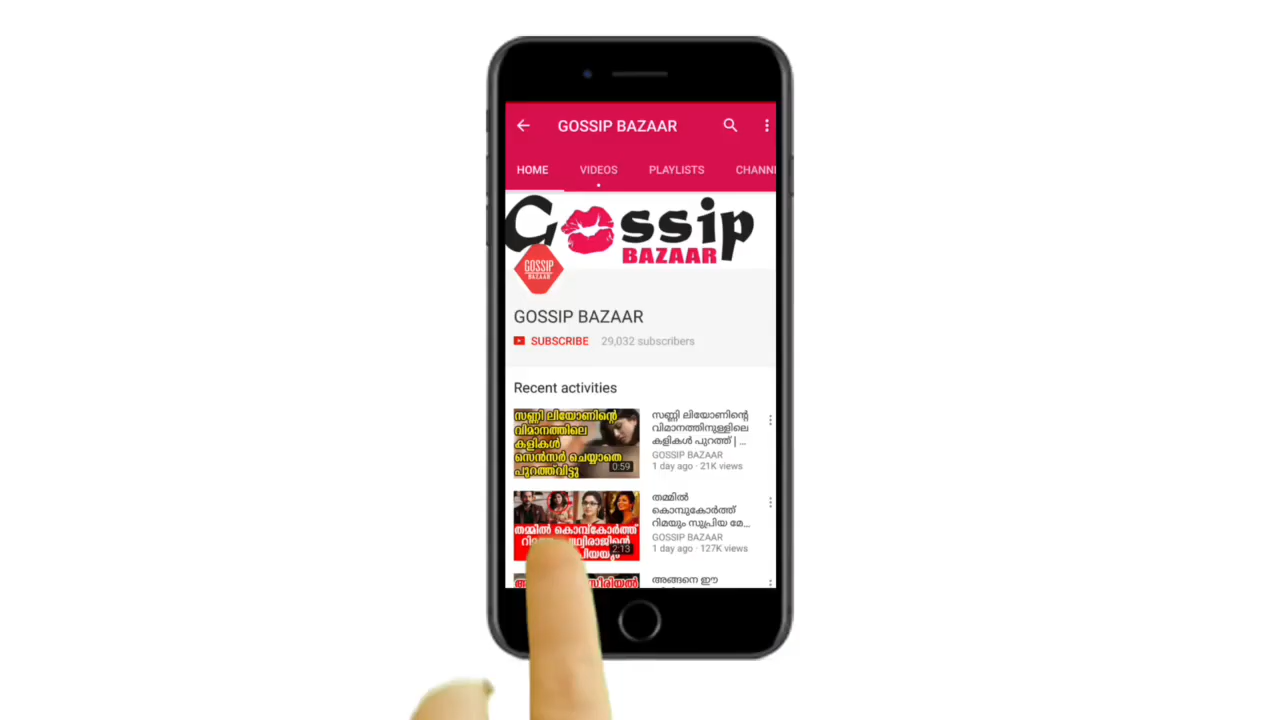 GOSSIP BAZAAR
HOME VIDEOS PLAYLISTS CHANN
Gossip
BAZAAR
GOSSIP
BAZAAR
GOSSIP BAZAAR
SUBSCRIBE 29,032 subscribers
Recent activities
സണ്ണി ലിയോണിന്റെ
വിമാനത്തിലെ
കളികൾ
സെൻസർ ചെയ്യാതെ
പുറത്ത്‌വിട്ടു
0:59
സണ്ണി ലിയോണിന്റെ
വിമാനത്തിനുള്ളിലെ
കളികൾ പുറത്ത് | ...
GOSSIP BAZAAR
1 day ago · 21K views
തമ്മിൽ കൊമ്പ്കോർത്ത്
2:13
തമ്മിൽ
കൊമ്പുകോർത്ത്
റിമയും സുപ്രിയ മേ...
GOSSIP BAZAAR
1 day ago · 127K views
അങ്ങനെ ഈ